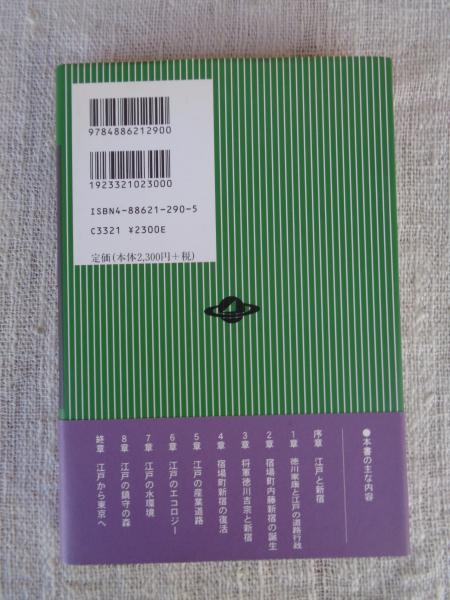 9784886212900
1923321023000
ISBN4-88621-290-5
C3321 ¥2300E
定価(本体2,300円+税)
●本書の主な内容
序章 江戸と新宿
1章 徳川家康と江戸の道路行政
2章 宿場町内藤新宿の誕生
3章 将軍徳川吉宗と新宿
4章 宿場町新宿の復活
5章 江戸の産業道路
6章 江戸のエコロジー
7章 江戸の水環境
8章 江戸の鎮守の森
終章 江戸から東京へ